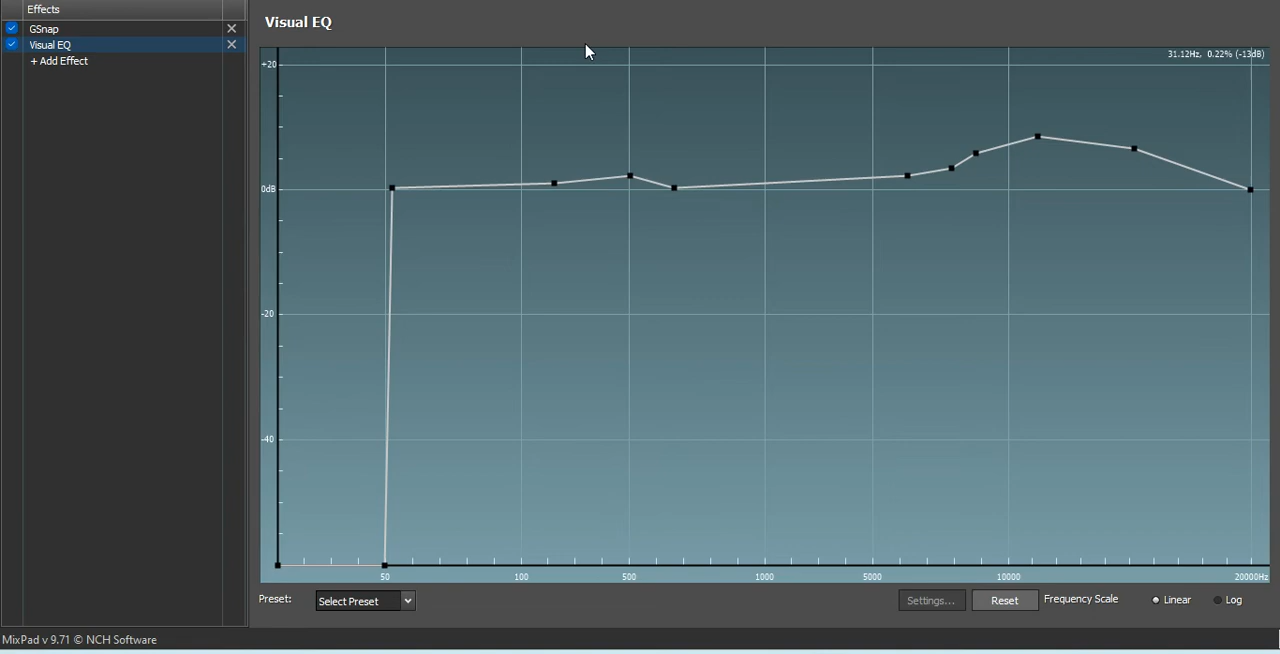 Effects
GSnap
Visual EQ
+ Add Effect
Visual EQ
31.12Hz, 0.22% (-13dB)
+20
0dB
-20
-40
50 100 500 1000 5000 10000 20000Hz
Preset: Select Preset Settings... Reset Frequency Scale Linear Log
MixPad v 9.71 © NCH Software